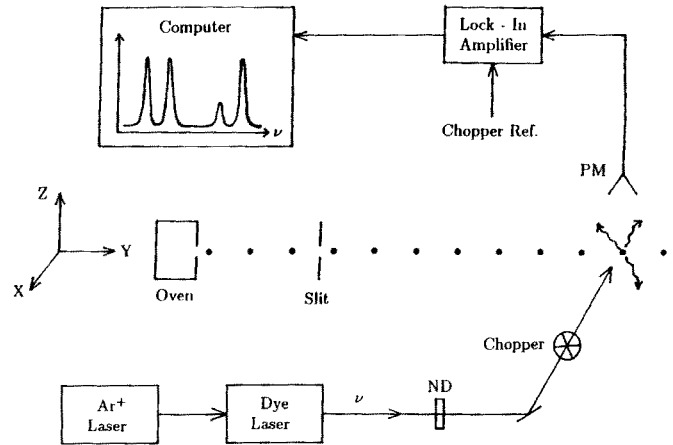 Computer
ν
Lock - In
Amplifier
Chopper Ref.
PM
Z
Y
X
Oven
Slit
Chopper
ND
Ar+
Laser
Dye
Laser
ν